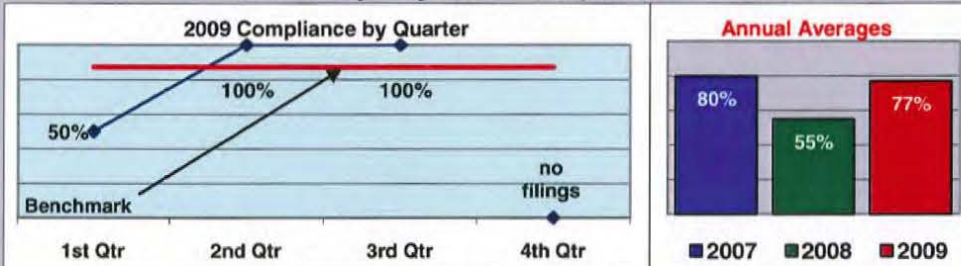 2009 Compliance by Quarter
100% 100%
50%
no
filings
Benchmark
1st Qtr 2nd Qtr 3rd Qtr 4th Qtr
Annual Averages
80%
55%
77%
2007 2008 2009